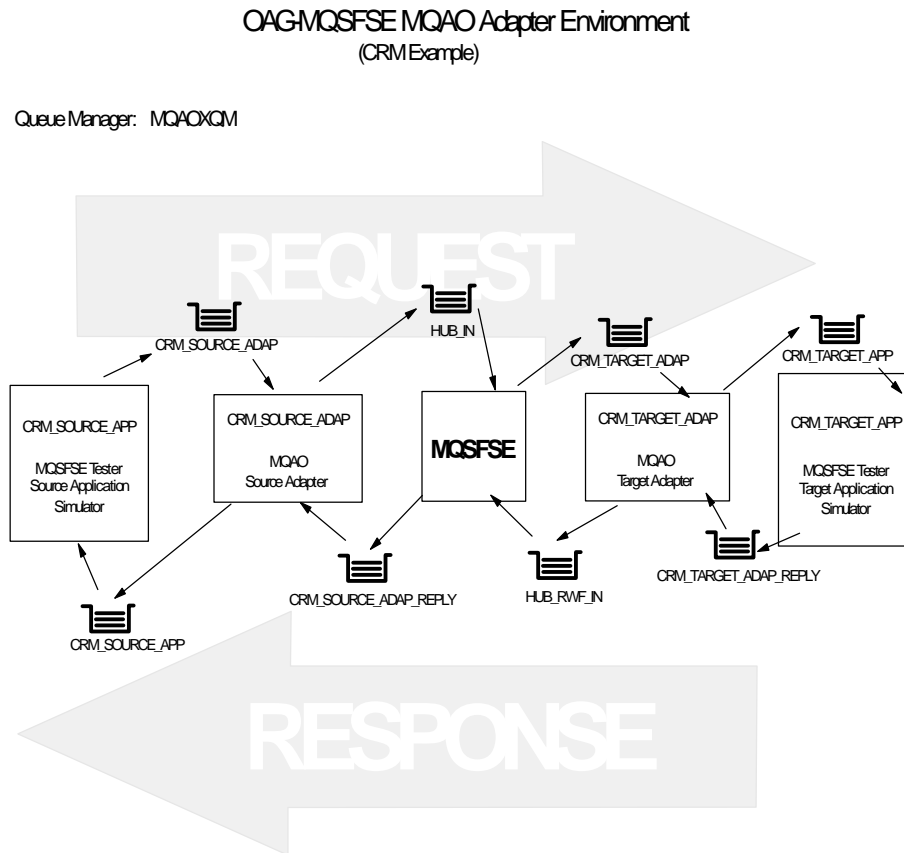 OAG-MQSFSE MQAO Adapter Environment
(CRM Example)
Queue Manager: MQAOXQM
REQUEST
HUB_IN
CRM_SOURCE_ADAP
CRM_TARGET_ADAP
CRM_TARGET_APP
CRM_SOURCE_APP
MQSFSE Tester
Source Application
Simulator
CRM_SOURCE_ADAP
MQAO
Source Adapter
MQSFSE
CRM_TARGET_ADAP
MQAO
Target Adapter
CRM_TARGET_APP
MQSFSE Tester
Target Application
Simulator
CRM_SOURCE_APP
CRM_SOURCE_ADAP_REPLY
HUB_RWF_IN
CRM_TARGET_ADAP_REPLY
RESPONSE